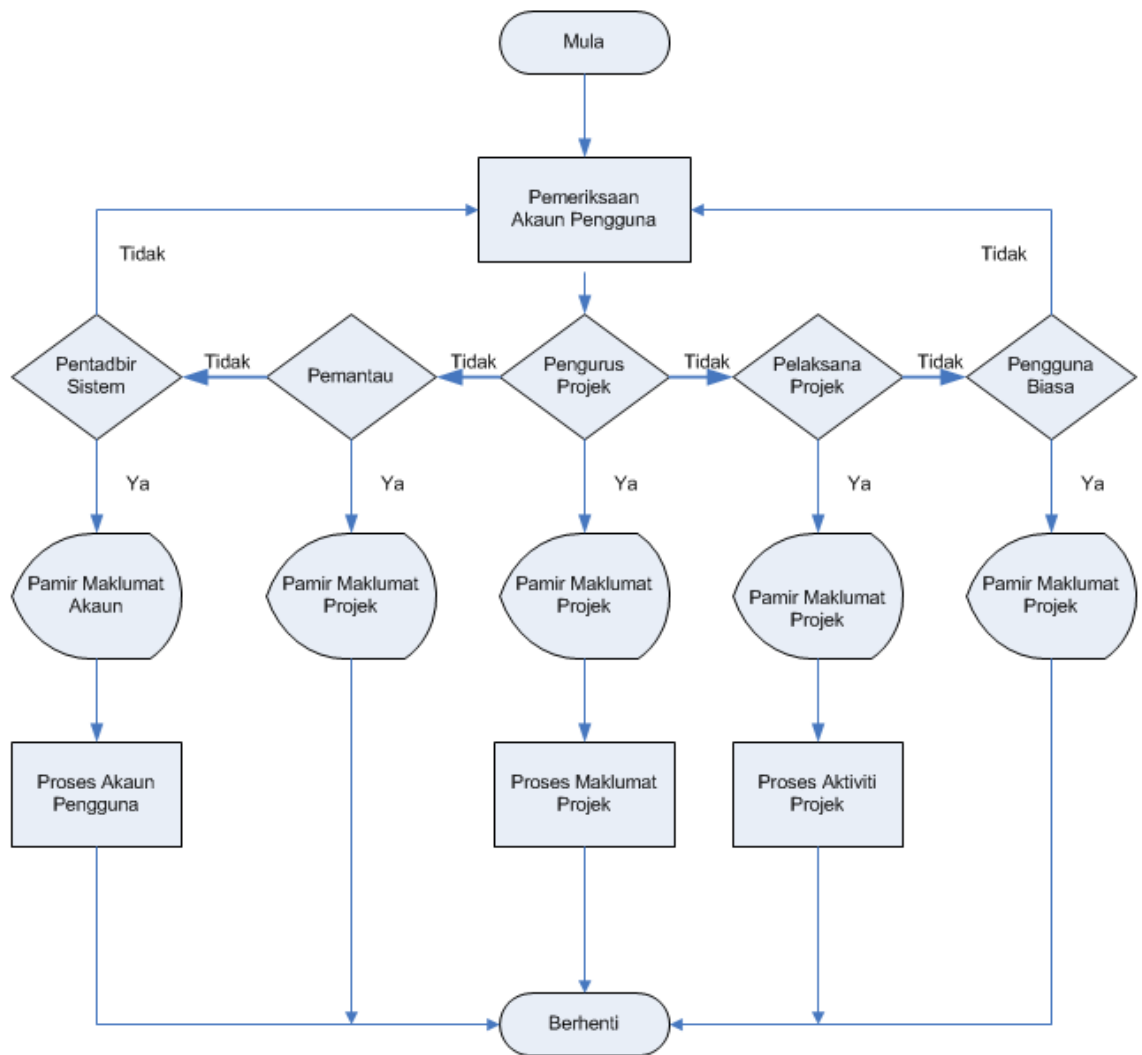 Mula
Pemeriksaan
Akaun Pengguna
Tidak
Tidak
Pentadbir
Sistem
Tidak
Pemantau
Tidak
Pengurus
Projek
Tidak
Pelaksana
Projek
Tidak
Pengguna
Biasa
Ya
Ya
Ya
Ya
Ya
Pamir Maklumat
Akaun
Pamir Maklumat
Projek
Pamir Maklumat
Projek
Pamir Maklumat
Projek
Pamir Maklumat
Projek
Proses Akaun
Pengguna
Proses Maklumat
Projek
Proses Aktiviti
Projek
Berhenti